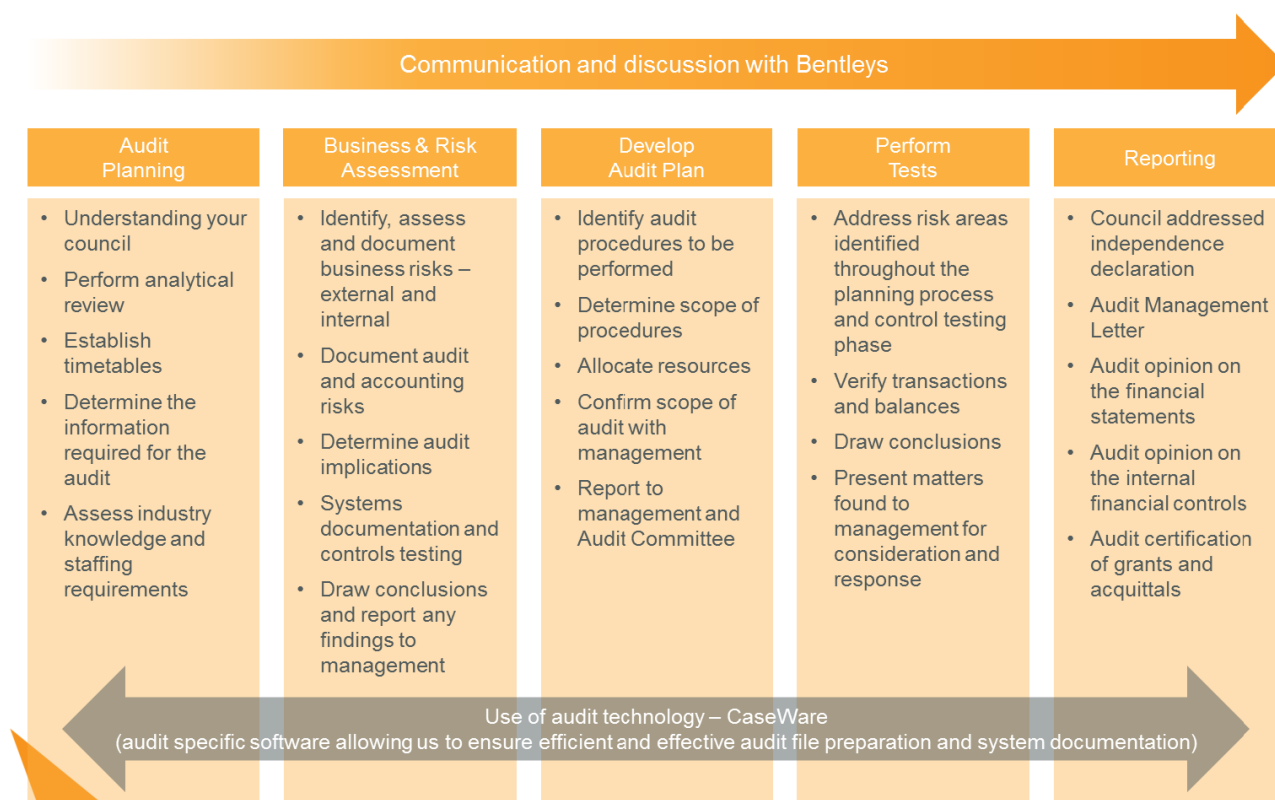 Communication and discussion with Bentleys
Audit
Planning
• Understanding your
council
• Perform analytical
review
• Establish
timetables
• Determine the
information
required for the
audit
• Assess industry
knowledge and
staffing
requirements
Business & Risk
Assessment
• Identify, assess
and document
business risks –
external and
internal
• Document audit
and accounting
risks
• Determine audit
implications
• Systems
documentation and
controls testing
• Draw conclusions
and report any
findings to
management
Develop
Audit Plan
• Identify audit
procedures to be
performed
• Determine scope of
procedures
• Allocate resources
• Confirm scope of
audit with
management
• Report to
management and
Audit Committee
Perform
Tests
• Address risk areas
identified
throughout the
planning process
and control testing
phase
• Verify transactions
and balances
• Draw conclusions
• Present matters
found to
management for
consideration and
response
Reporting
• Council addressed
independence
declaration
• Audit Management
Letter
• Audit opinion on
the financial
statements
• Audit opinion on
the internal
financial controls
• Audit certification
of grants and
acquittals
Use of audit technology – CaseWare
(audit specific software allowing us to ensure efficient and effective audit file preparation and system documentation)